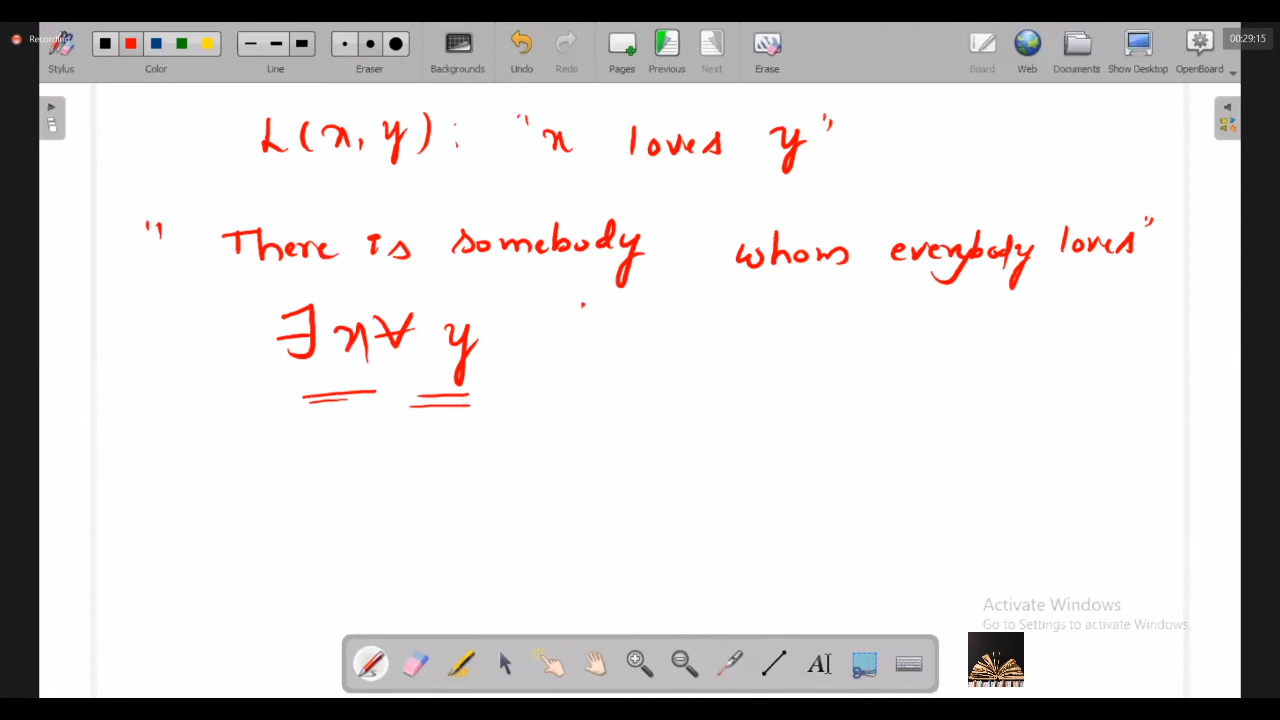 Recording
00:29:15
Stylus Color Line Eraser Backgrounds Undo Redo Pages Previous Next Erase Board Web Documents Show Desktop OpenBoard
L(x, y) : "x loves y"
" There is somebody whom everybody loves"
∃x∀ y
Activate Windows
Go to Settings to activate Windows.